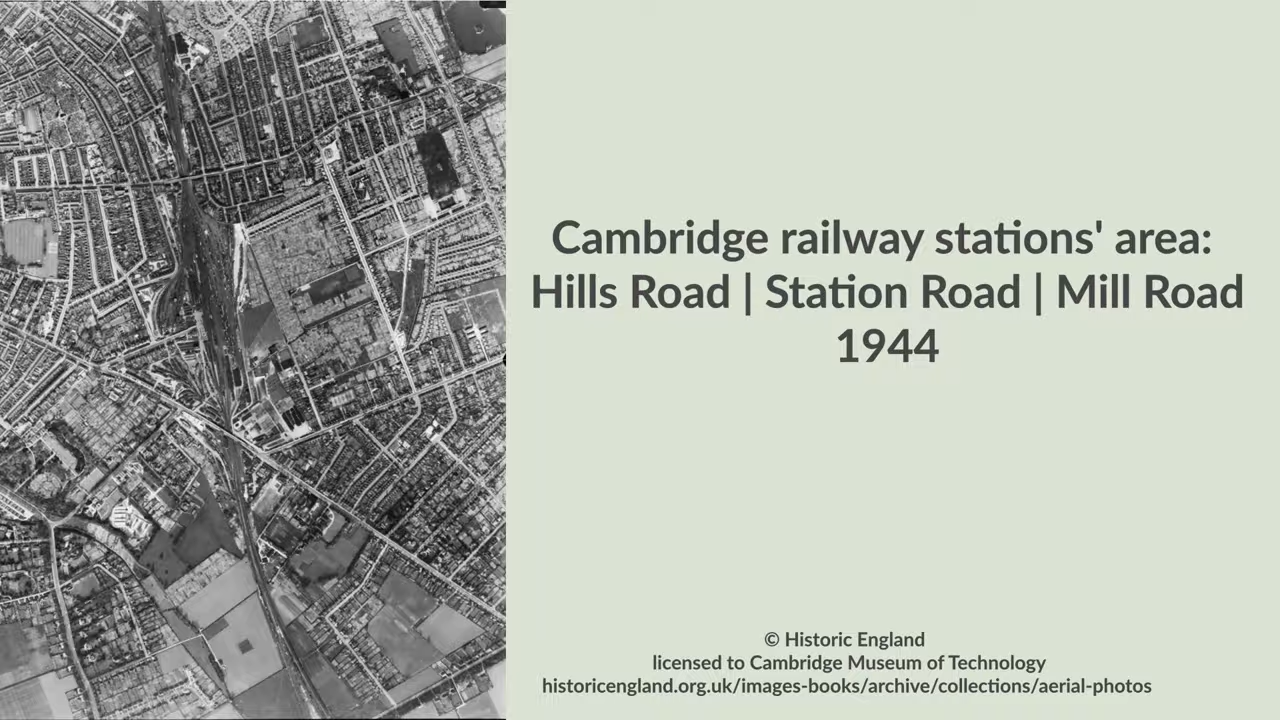 Cambridge railway stations' area:
Hills Road | Station Road | Mill Road
1944
© Historic England
licensed to Cambridge Museum of Technology
historicengland.org.uk/images-books/archive/collections/aerial-photos